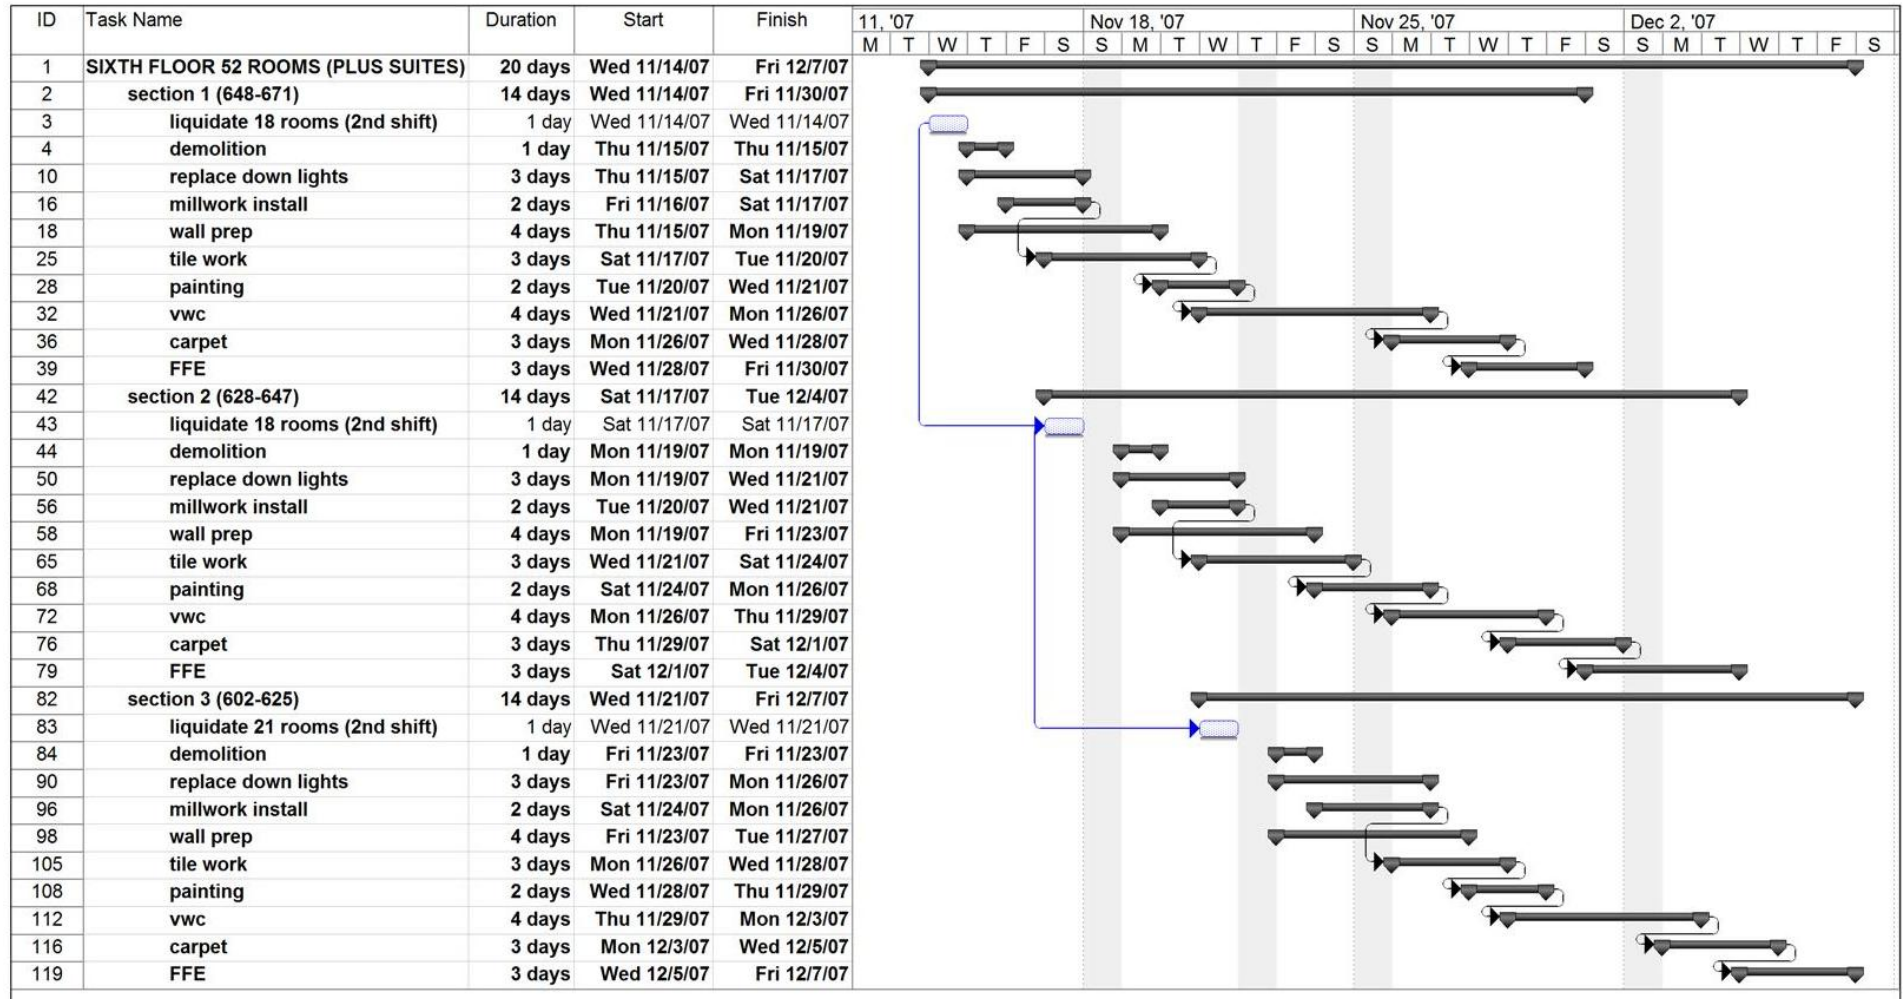 ID Task Name Duration Start Finish 11, '07 Nov 18, '07 Nov 25, '07 Dec 2, '07
M T W T F S S M T W T F S S M T W T F S S M T W T F S
1 SIXTH FLOOR 52 ROOMS (PLUS SUITES) 20 days Wed 11/14/07 Fri 12/7/07
2 section 1 (648-671) 14 days Wed 11/14/07 Fri 11/30/07
3 liquidate 18 rooms (2nd shift) 1 day Wed 11/14/07 Wed 11/14/07
4 demolition 1 day Thu 11/15/07 Thu 11/15/07
10 replace down lights 3 days Thu 11/15/07 Sat 11/17/07
16 millwork install 2 days Fri 11/16/07 Sat 11/17/07
18 wall prep 4 days Thu 11/15/07 Mon 11/19/07
25 tile work 3 days Sat 11/17/07 Tue 11/20/07
28 painting 2 days Tue 11/20/07 Wed 11/21/07
32 vwc 4 days Wed 11/21/07 Mon 11/26/07
36 carpet 3 days Mon 11/26/07 Wed 11/28/07
39 FFE 3 days Wed 11/28/07 Fri 11/30/07
42 section 2 (628-647) 14 days Sat 11/17/07 Tue 12/4/07
43 liquidate 18 rooms (2nd shift) 1 day Sat 11/17/07 Sat 11/17/07
44 demolition 1 day Mon 11/19/07 Mon 11/19/07
50 replace down lights 3 days Mon 11/19/07 Wed 11/21/07
56 millwork install 2 days Tue 11/20/07 Wed 11/21/07
58 wall prep 4 days Mon 11/19/07 Fri 11/23/07
65 tile work 3 days Wed 11/21/07 Sat 11/24/07
68 painting 2 days Sat 11/24/07 Mon 11/26/07
72 vwc 4 days Mon 11/26/07 Thu 11/29/07
76 carpet 3 days Thu 11/29/07 Sat 12/1/07
79 FFE 3 days Sat 12/1/07 Tue 12/4/07
82 section 3 (602-625) 14 days Wed 11/21/07 Fri 12/7/07
83 liquidate 21 rooms (2nd shift) 1 day Wed 11/21/07 Wed 11/21/07
84 demolition 1 day Fri 11/23/07 Fri 11/23/07
90 replace down lights 3 days Fri 11/23/07 Mon 11/26/07
96 millwork install 2 days Sat 11/24/07 Mon 11/26/07
98 wall prep 4 days Fri 11/23/07 Tue 11/27/07
105 tile work 3 days Mon 11/26/07 Wed 11/28/07
108 painting 2 days Wed 11/28/07 Thu 11/29/07
112 vwc 4 days Thu 11/29/07 Mon 12/3/07
116 carpet 3 days Mon 12/3/07 Wed 12/5/07
119 FFE 3 days Wed 12/5/07 Fri 12/7/07